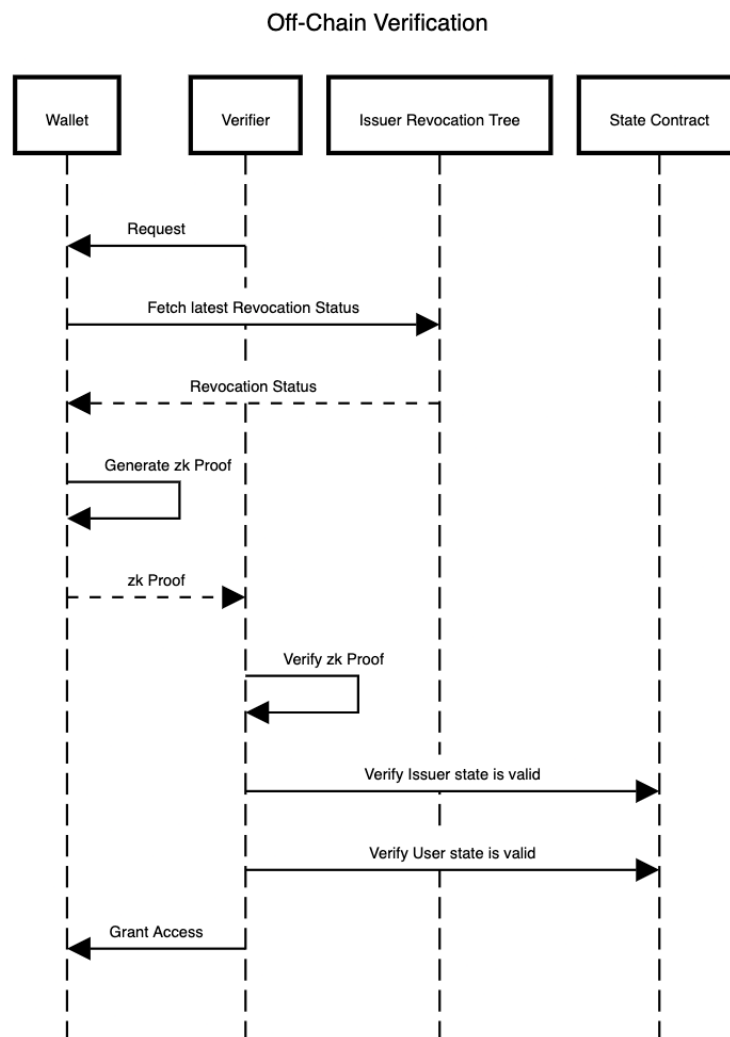 Off-Chain Verification
Wallet
Verifier
Issuer Revocation Tree
State Contract
Request
Fetch latest Revocation Status
Revocation Status
Generate zk Proof
zk Proof
Verify zk Proof
Verify Issuer state is valid
Verify User state is valid
Grant Access